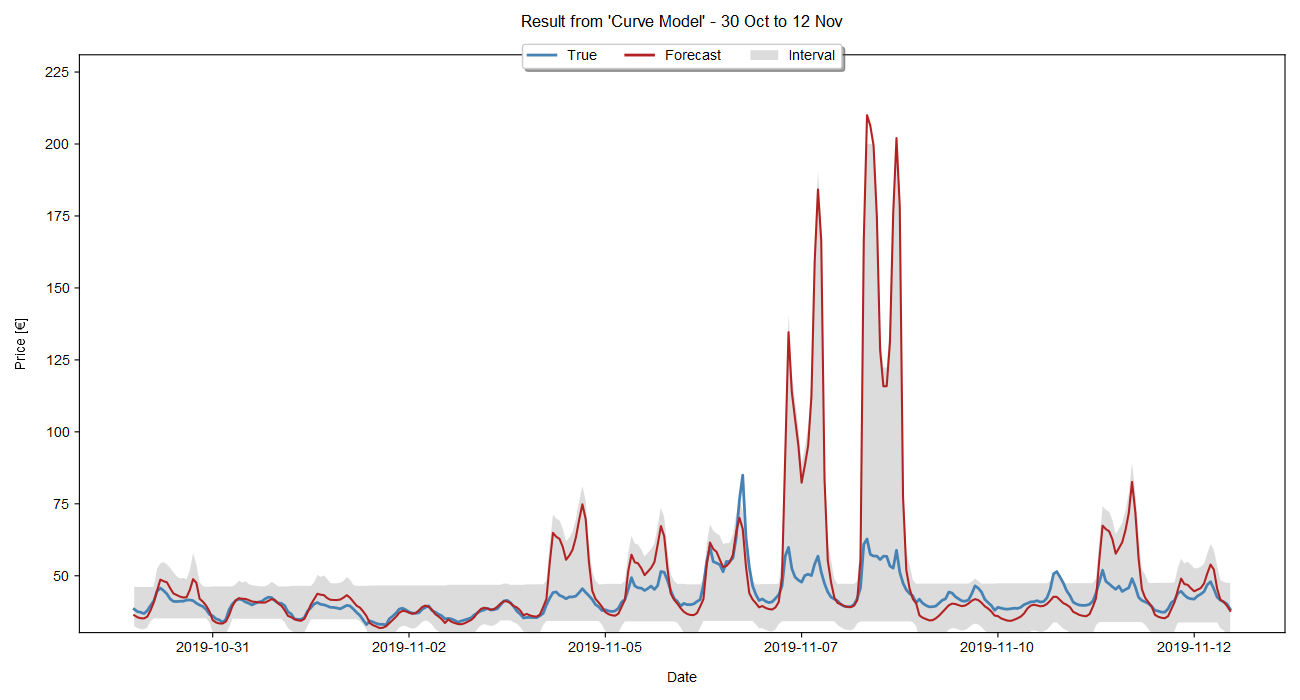 Result from 'Curve Model' - 30 Oct to 12 Nov
True Forecast Interval
225
200
175
150
125
100
75
50
Price [€]
2019-10-31 2019-11-02 2019-11-05 2019-11-07 2019-11-10 2019-11-12
Date